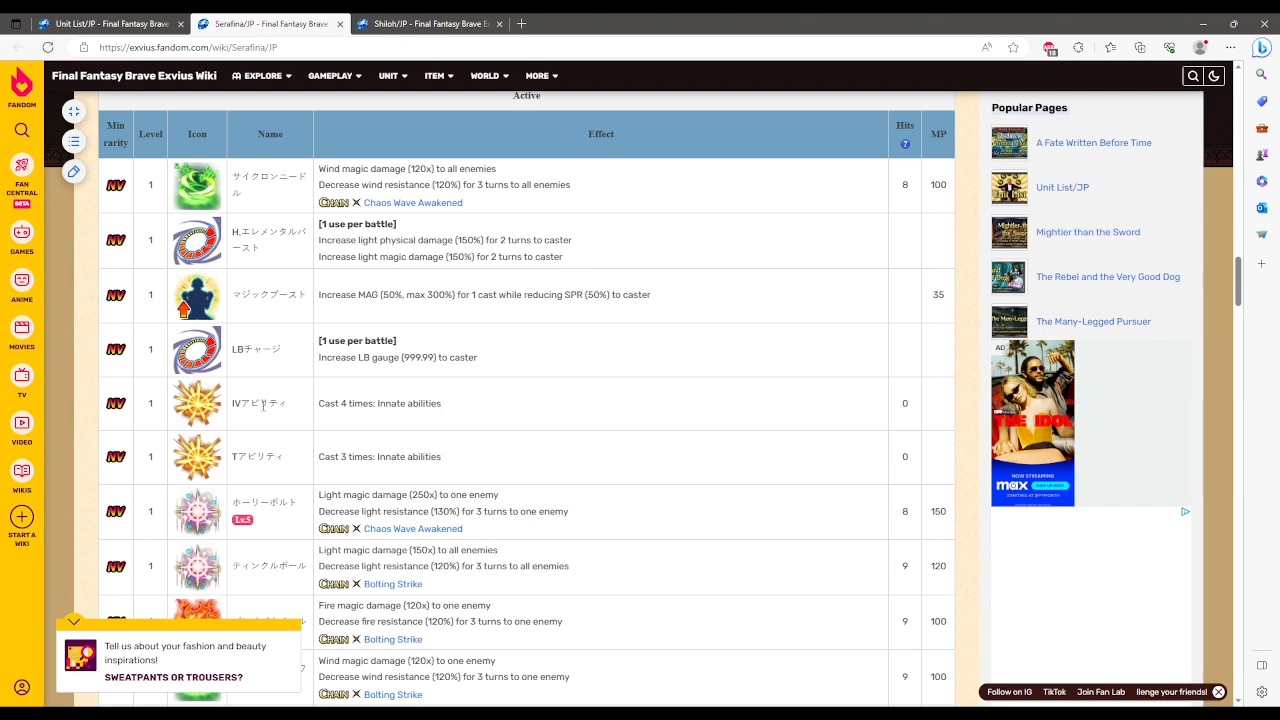 Unit List/JP - Final Fantasy Brave
Serafina/JP - Final Fantasy Brave
Shiloh/JP - Final Fantasy Brave E
https://exvius.fandom.com/wiki/Serafina/JP
18
Final Fantasy Brave Exvius Wiki
EXPLORE
GAMEPLAY
UNIT
ITEM
WORLD
MORE
FANDOM
FAN CENTRAL
BETA
GAMES
ANIME
MOVIES
TV
VIDEO
WIKIS
START A WIKI
Active
Min rarity
Level
Icon
Name
Effect
Hits
?
MP
NV
1
サイクロンニードル
Wind magic damage (120x) to all enemies
Decrease wind resistance (120%) for 3 turns to all enemies
CHAIN Chaos Wave Awakened
8
100
NV
1
H.エレメンタルバースト
[1 use per battle]
Increase light physical damage (150%) for 2 turns to caster
Increase light magic damage (150%) for 2 turns to caster
NV
1
マジックブースト
Increase MAG (50%, max 300%) for 1 cast while reducing SPR (50%) to caster
35
NV
1
LBチャージ
[1 use per battle]
Increase LB gauge (999.99) to caster
NV
1
IVアビリティ
Cast 4 times: Innate abilities
0
NV
1
Tアビリティ
Cast 3 times: Innate abilities
0
NV
1
ホーリーボルト
Lv.5
Light magic damage (250x) to one enemy
Decrease light resistance (130%) for 3 turns to one enemy
CHAIN Chaos Wave Awakened
8
150
NV
1
ティンクルボール
Light magic damage (150x) to all enemies
Decrease light resistance (120%) for 3 turns to all enemies
CHAIN Bolting Strike
9
120
Fire magic damage (120x) to one enemy
Decrease fire resistance (120%) for 3 turns to one enemy
CHAIN Bolting Strike
9
100
Wind magic damage (120x) to one enemy
Decrease wind resistance (120%) for 3 turns to one enemy
CHAIN Bolting Strike
9
100
Tell us about your fashion and beauty inspirations!
SWEATPANTS OR TROUSERS?
Popular Pages
A Fate Written Before Time
Unit List/JP
Mightier than the Sword
The Rebel and the Very Good Dog
The Many-Legged Pursuer
AD
THE IDOL
NOW STREAMING
max
SIGN UP NOW
Follow on IG
TikTok
Join Fan Lab
llenge your friends!